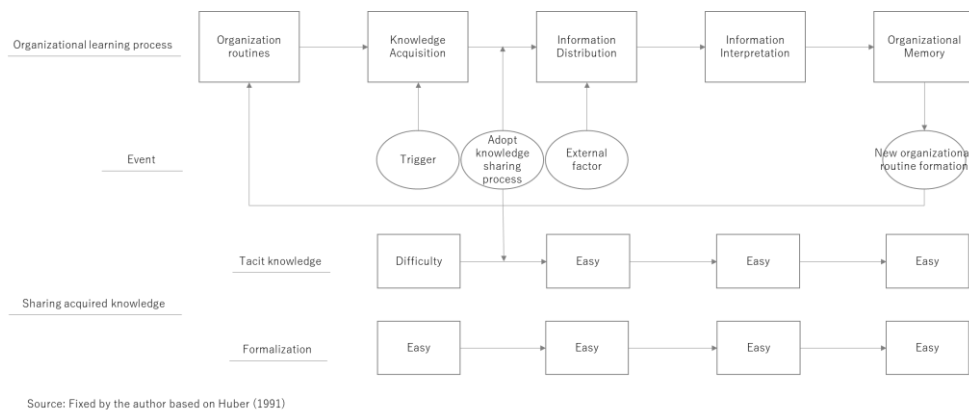 Organizational learning process
Organization
routines
Knowledge
Acquisition
Information
Distribution
Information
Interpretation
Organizational
Memory
Event
Trigger
Adopt
knowledge
sharing
process
External
factor
New organizational
routine formation
Sharing acquired knowledge
Tacit knowledge
Difficulty
Easy
Easy
Easy
Formalization
Easy
Easy
Easy
Easy
Source: Fixed by the author based on Huber (1991)